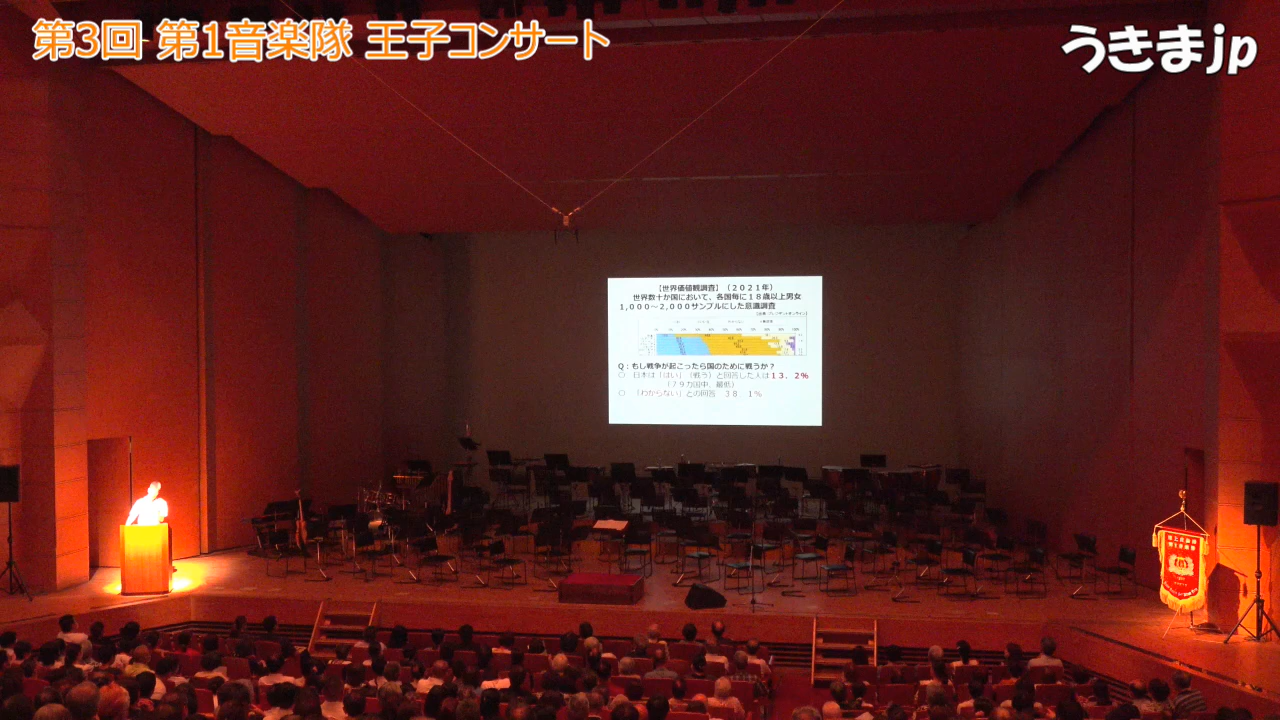 第3回 第1音楽隊 王子コンサート
うきまjp
【世界価値観調査】（２０２１年）
世界数十か国において、各国毎に１８歳以上男女
１,０００～２,０００サンプルにした意識調査
Ｑ：もし戦争が起こったら国のために戦うか？
〇 日本は「はい」（戦う）と回答した人は１３．２％
（７９カ国中、最低）
〇 「わからない」との回答 ３８．１％